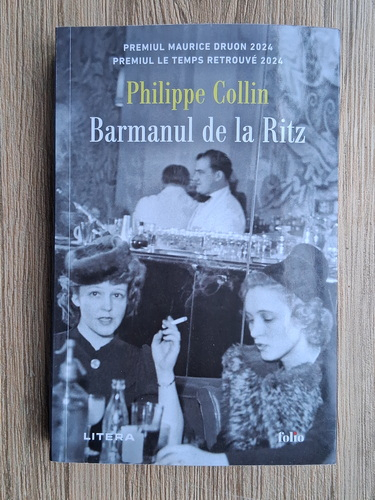 PREMIUL MAURICE DRUON 2024
PREMIUL LE TEMPS RETROUVÉ 2024
Philippe Collin
Barmanul de la Ritz
LITERA
folio